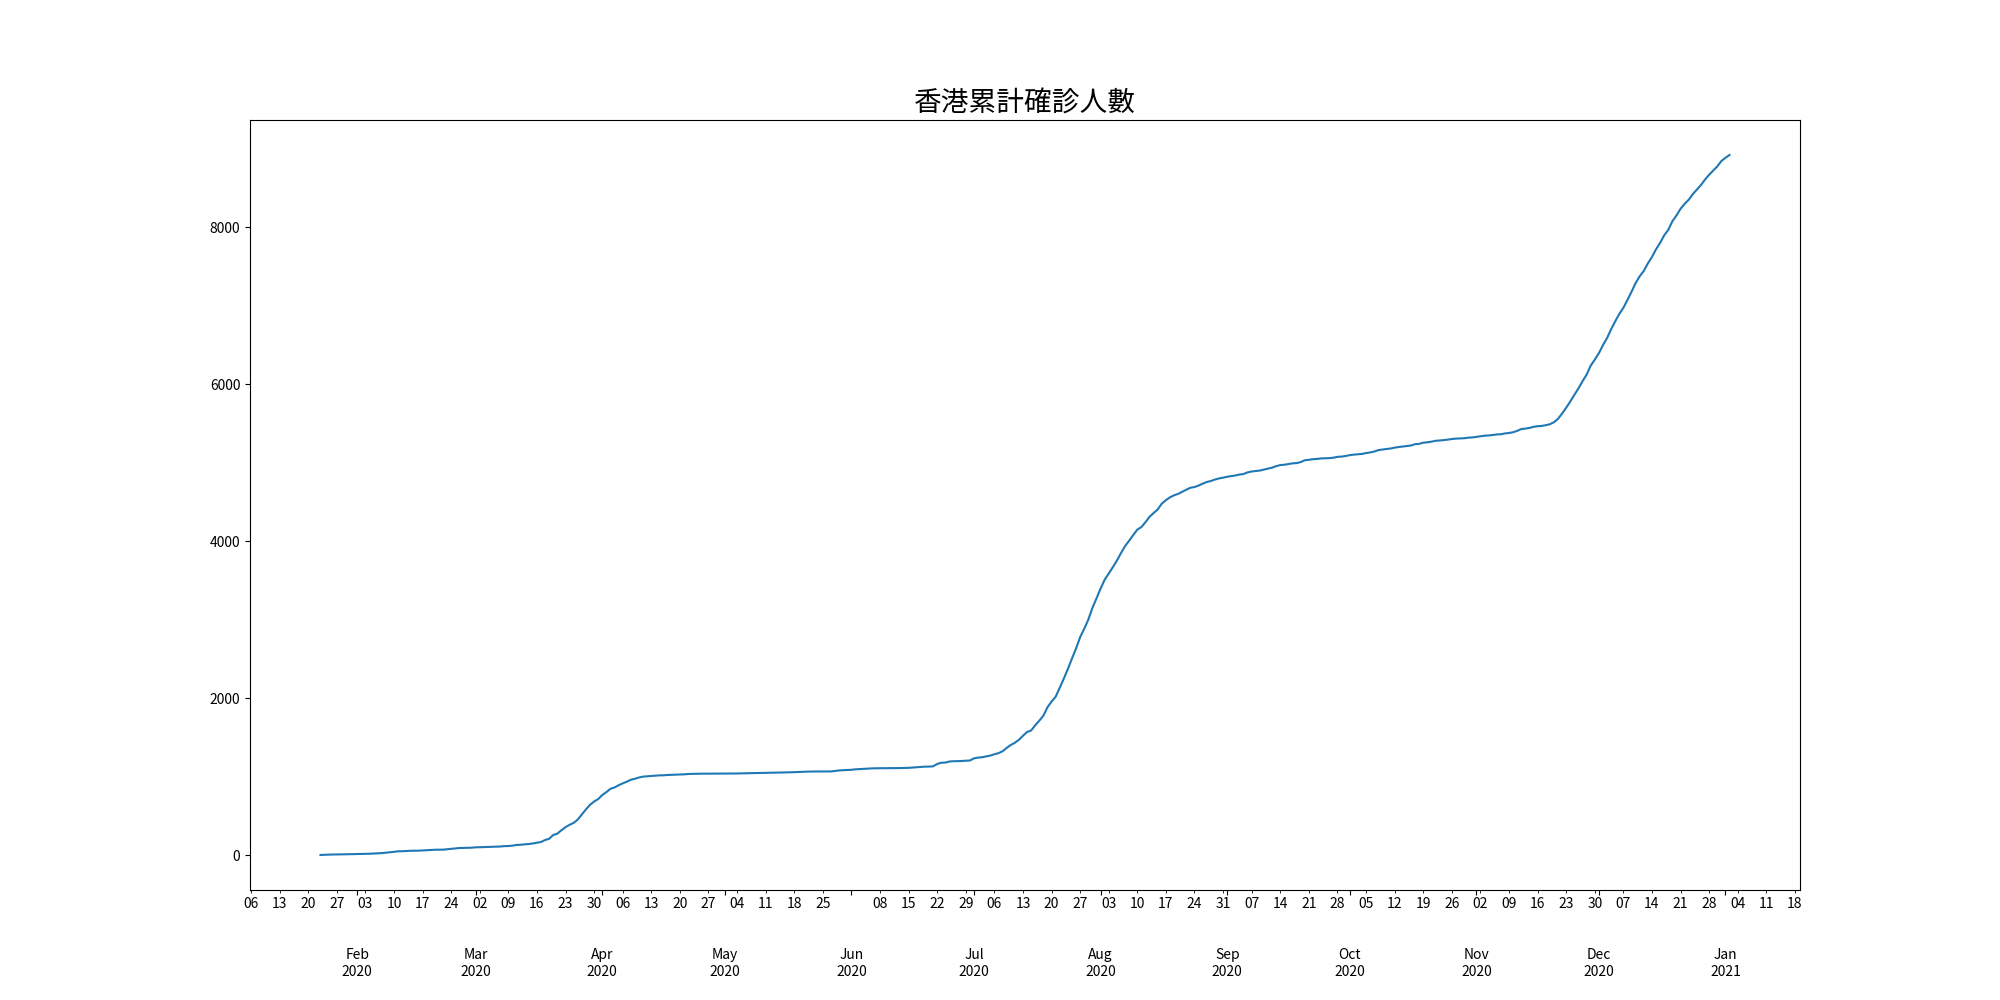 香港累計確診人數
8000
6000
4000
2000
0
06 13 20 27 03 10 17 24 02 09 16 23 30 06 13 20 27 04 11 18 25 08 15 22 29 06 13 20 27 03 10 17 24 31 07 14 21 28 05 12 19 26 02 09 16 23 30 07 14 21 28 04 11 18
Feb Mar Apr May Jun Jul Aug Sep Oct Nov Dec Jan
2020 2020 2020 2020 2020 2020 2020 2020 2020 2020 2020 2021